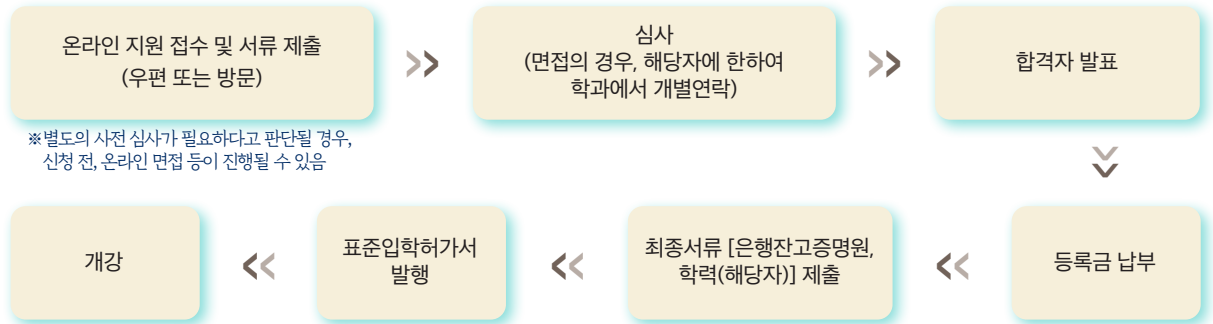 온라인 지원 접수 및 서류 제출
(우편 또는 방문)
※별도의 사전 심사가 필요하다고 판단될 경우,
신청 전, 온라인 면접 등이 진행될 수 있음
심사
(면접의 경우, 해당자에 한하여
학과에서 개별연락)
합격자 발표
등록금 납부
최종서류 [은행잔고증명원,
학력(해당자)] 제출
표준입학허가서
발행
개강